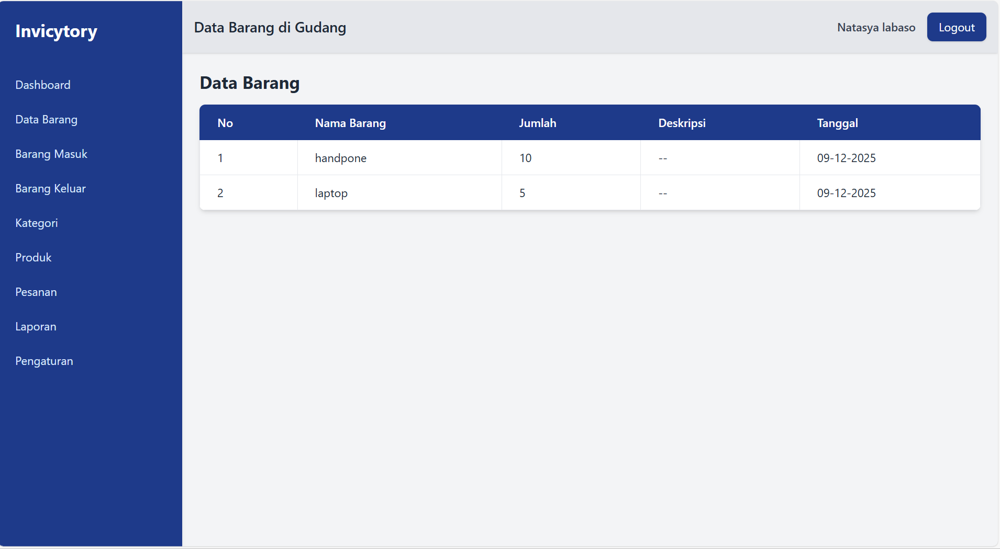 Invicytory
Dashboard
Data Barang
Barang Masuk
Barang Keluar
Kategori
Produk
Pesanan
Laporan
Pengaturan
Data Barang di Gudang
Natasya labaso
Logout
Data Barang
No Nama Barang Jumlah Deskripsi Tanggal
1 handpone 10 -- 09-12-2025
2 laptop 5 -- 09-12-2025